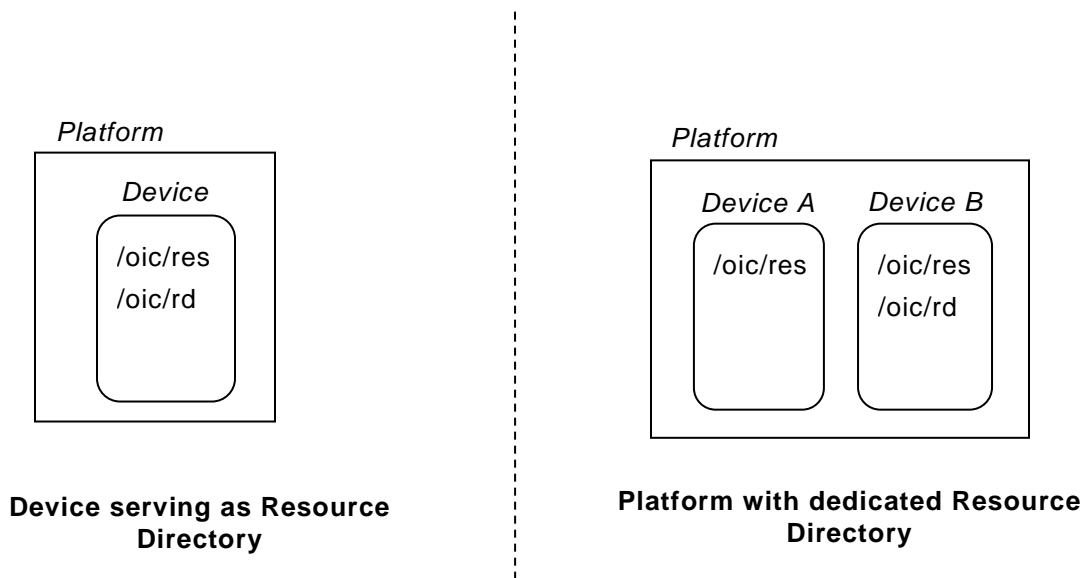 Platform
Device
/oic/res
/oic/rd
Device serving as Resource
Directory
Platform
Device A
/oic/res
Device B
/oic/res
/oic/rd
Platform with dedicated Resource
Directory